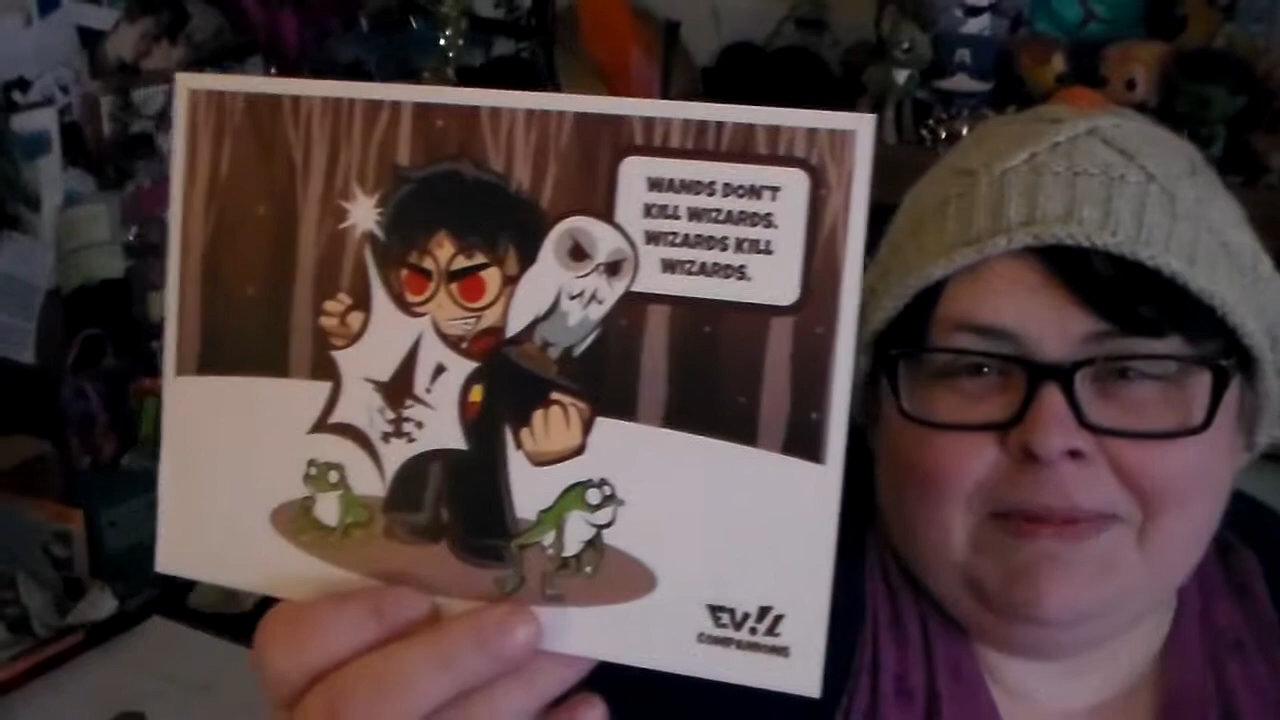 WANDS DON'T
KILL WIZARDS.
WIZARDS KILL
WIZARDS.
EV!L
COMPANIONS